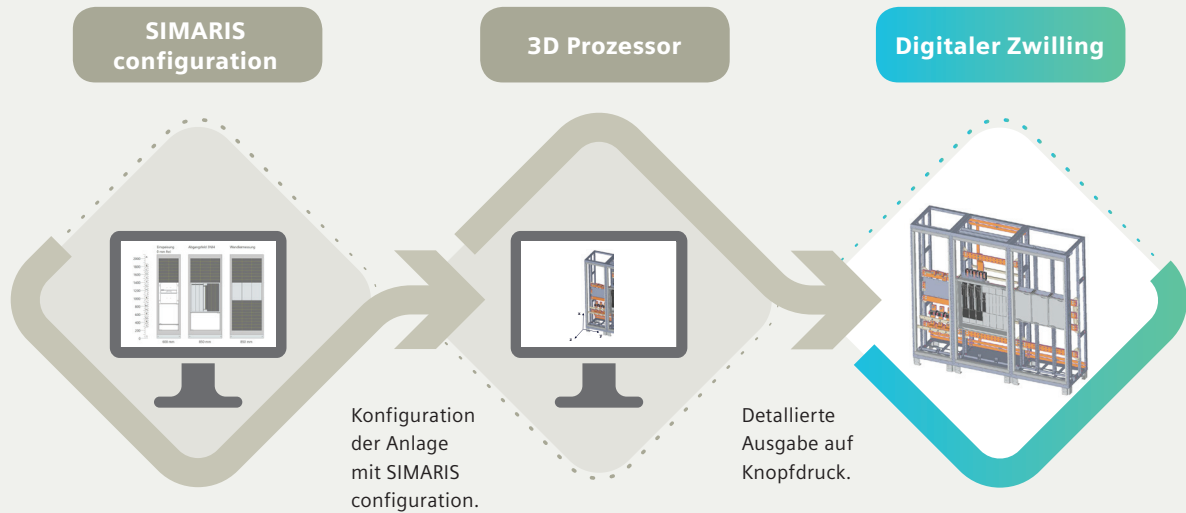 SIMARIS
configuration
3D Prozessor
Digitaler Zwilling
Konfiguration
der Anlage
mit SIMARIS
configuration.
Detallierte
Ausgabe auf
Knopfdruck.